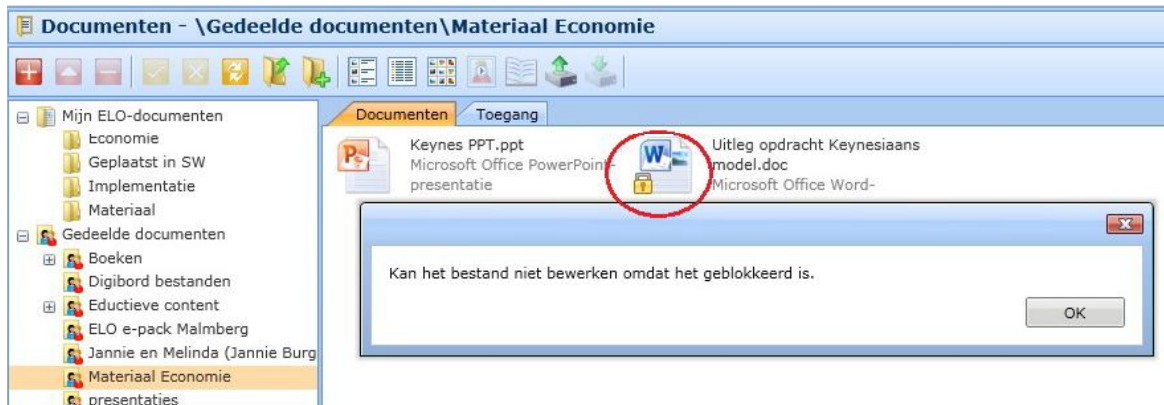 Documenten - \Gedeelde documenten\Materiaal Economie
Mijn ELO-documenten
Economie
Geplaatst in SW
Implementatie
Materiaal
Gedeelde documenten
Boeken
Digibord bestanden
Eductieve content
ELO e-pack Malmberg
Jannie en Melinda (Jannie Burg
Materiaal Economie
presentaties
Documenten
Toegang
Keynes PPT.ppt
Microsoft Office PowerPoint-
presentatie
Uitleg opdracht Keynesiaans
model.doc
Microsoft Office Word-
Kan het bestand niet bewerken omdat het geblokkeerd is.
OK